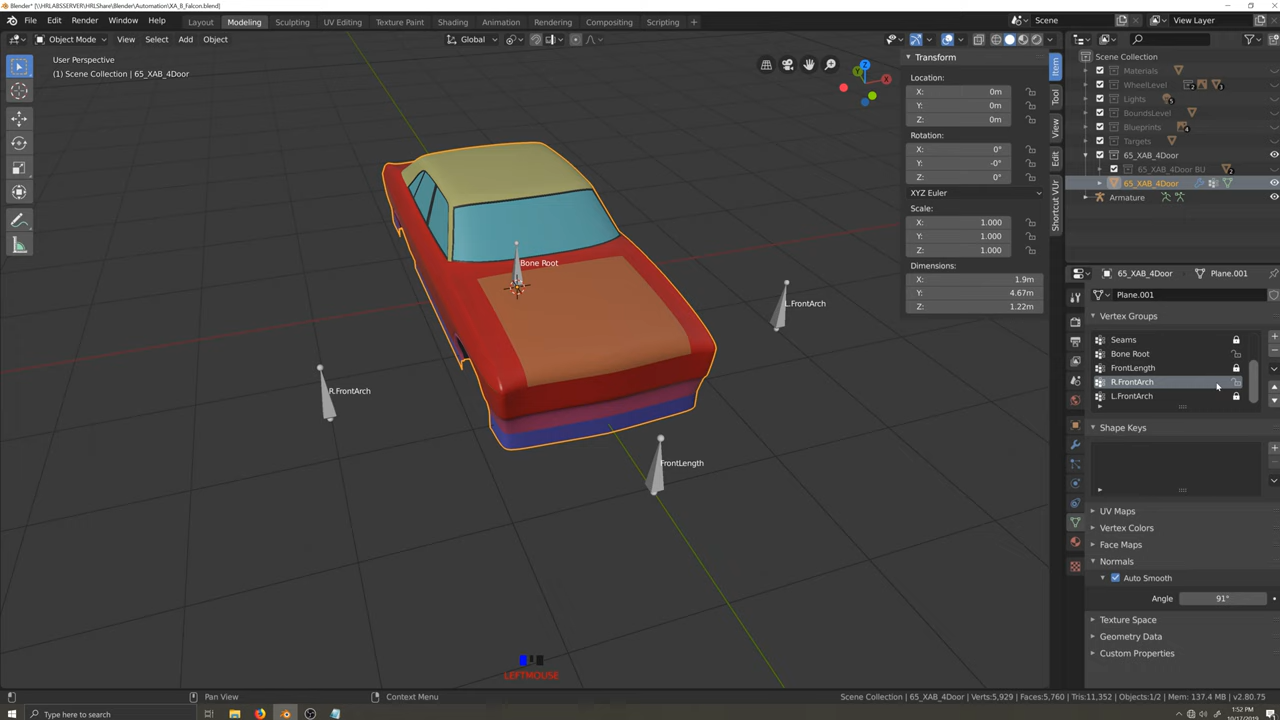 Blender* [\\HRLABSSERVER\HRLShare\Blender\Automation\XA_B_Falcon.blend]
File Edit Render Window Help Layout Modeling Sculpting UV Editing Texture Paint Shading Animation Rendering Compositing Scripting + Scene View Layer
Object Mode View Select Add Object Global
User Perspective
(1) Scene Collection | 65_XAB_4Door
Bone Root
L.FrontArch
R.FrontArch
FrontLength
LEFTMOUSE
Z
X
Transform
Location:
X: 0m
Y: 0m
Z: 0m
Rotation:
X: 0°
Y: -0°
Z: 0°
XYZ Euler
Scale:
X: 1.000
Y: 1.000
Z: 1.000
Dimensions:
X: 1.9m
Y: 4.67m
Z: 1.22m
Item
Tool
View
Edit
Shortcut VUr
Scene Collection
Materials
WheelLevel
Lights
BoundsLevel
Blueprints
Targets
65_XAB_4Door
65_XAB_4Door BU
65_XAB_4Door
Armature
65_XAB_4Door Plane.001
Plane.001
Vertex Groups
Seams
Bone Root
FrontLength
R.FrontArch
L.FrontArch
Shape Keys
UV Maps
Vertex Colors
Face Maps
Normals
Auto Smooth
Angle 91°
Texture Space
Geometry Data
Custom Properties
Pan View Context Menu Scene Collection | 65_XAB_4Door | Verts:5,929 | Faces:5,760 | Tris:11,352 | Objects:1/2 | Mem: 137.4 MB | v2.80.75
Type here to search
1:52 PM
10/17/2019